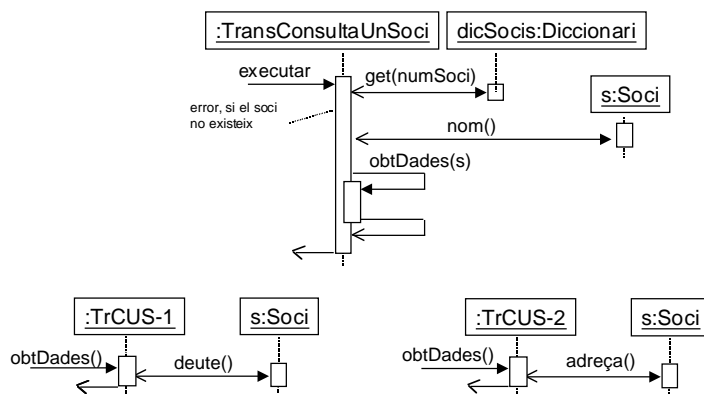 :TransConsultaUnSoci
dicSocis:Diccionari
executar
get(numSoci)
s:Soci
error, si el soci
no existeix
nom()
obtDades(s)
:TrCUS-1
s:Soci
:TrCUS-2
s:Soci
obtDades()
deute()
obtDades()
adreça()